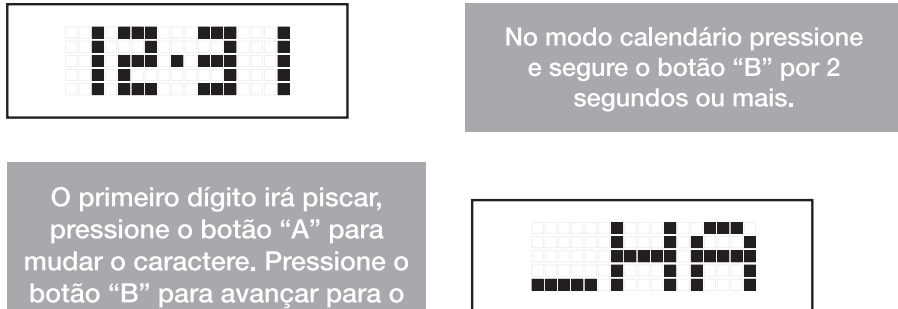 12·31
No modo calendário pressione
e segure o botão “B” por 2
segundos ou mais.
O primeiro dígito irá piscar,
pressione o botão “A” para
mudar o caractere. Pressione o
botão “B” para avançar para o
_HA